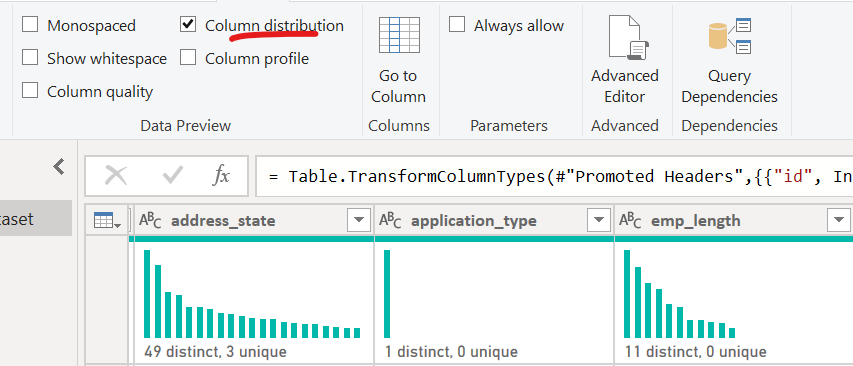 Monospaced
Column distribution
Always allow
Show whitespace
Column profile
Column quality
Go to
Column
Advanced
Editor
Query
Dependencies
Data Preview
Columns
Parameters
Advanced
Dependencies
fx
= Table.TransformColumnTypes(#"Promoted Headers",{{"id", In
taset
ABC address_state
ABC application_type
ABC emp_length
49 distinct, 3 unique
1 distinct, 0 unique
11 distinct, 0 unique